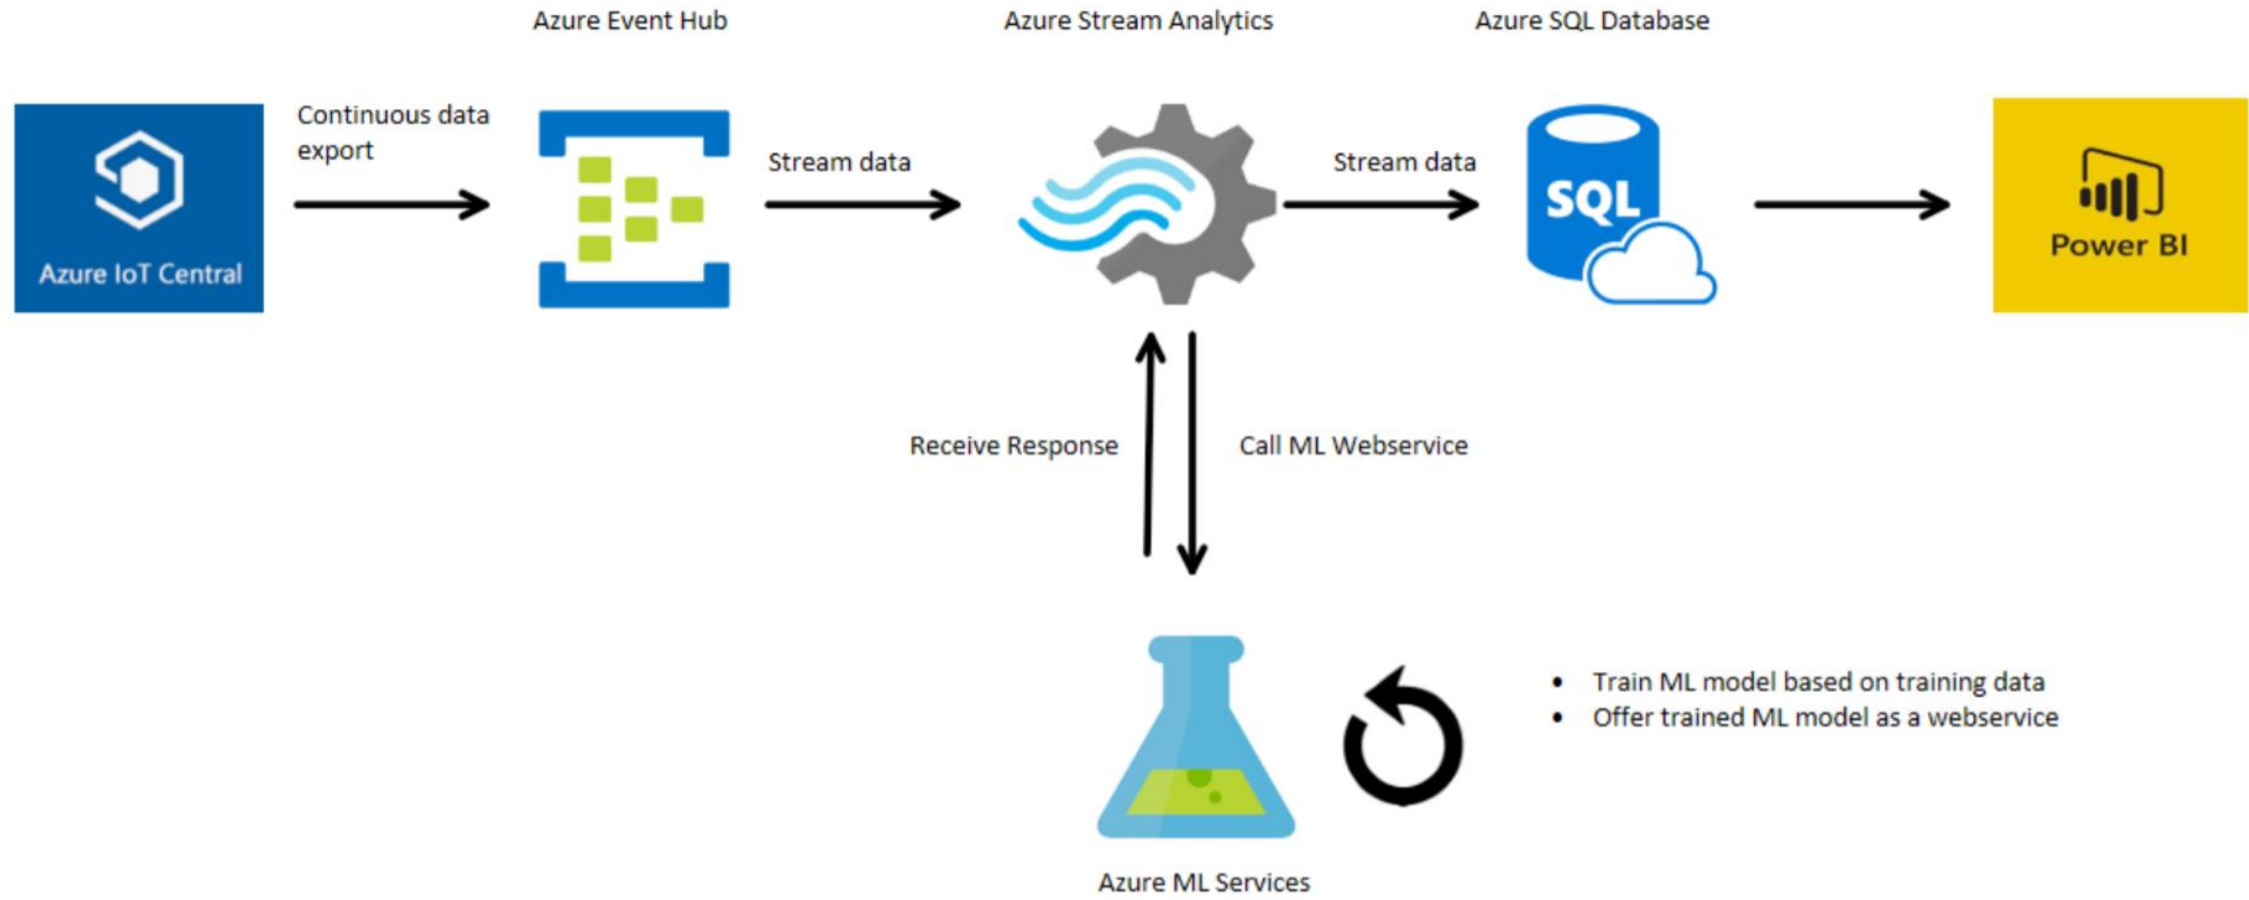 Azure Event Hub
Azure Stream Analytics
Azure SQL Database
Continuous data
export
Stream data
Stream data
Azure IoT Central
SQL
Power BI
Receive Response
Call ML Webservice
• Train ML model based on training data
• Offer trained ML model as a webservice
Azure ML Services